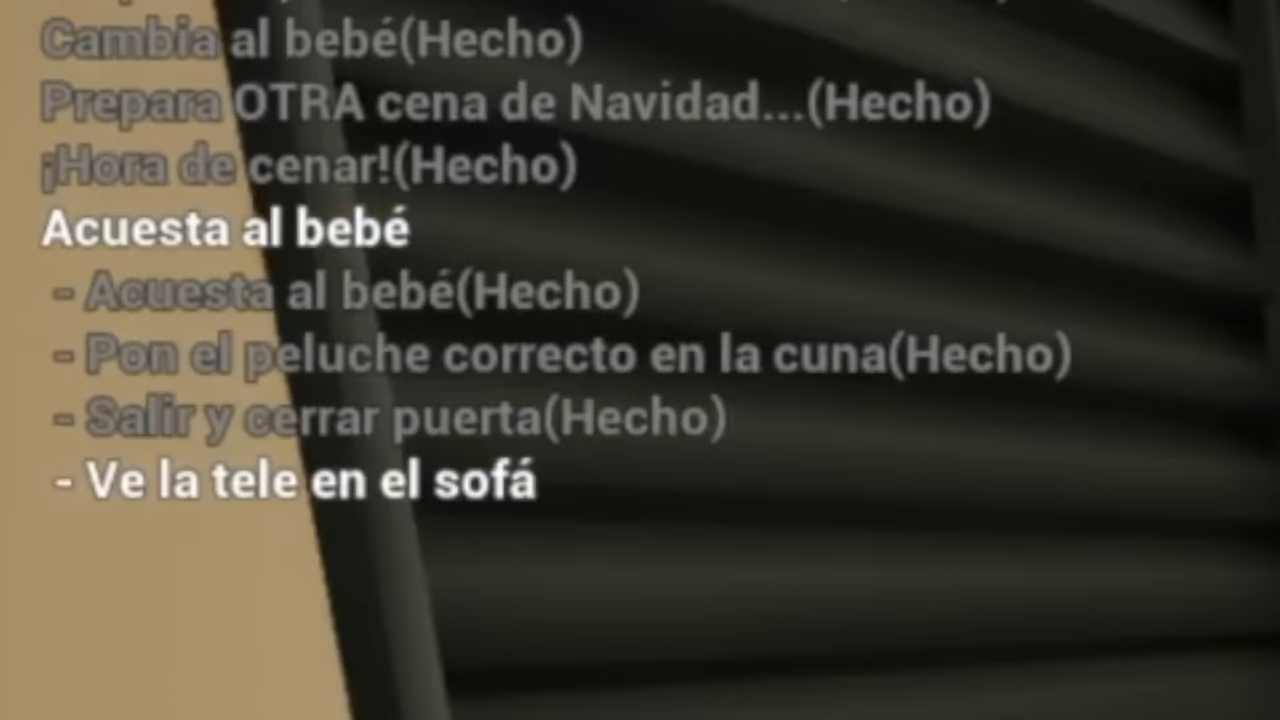 Cambia al bebé(Hecho)
Prepara OTRA cena de Navidad...(Hecho)
¡Hora de cenar!(Hecho)
Acuesta al bebé
- Acuesta al bebé(Hecho)
- Pon el peluche correcto en la cuna(Hecho)
- Salir y cerrar puerta(Hecho)
- Ve la tele en el sofá